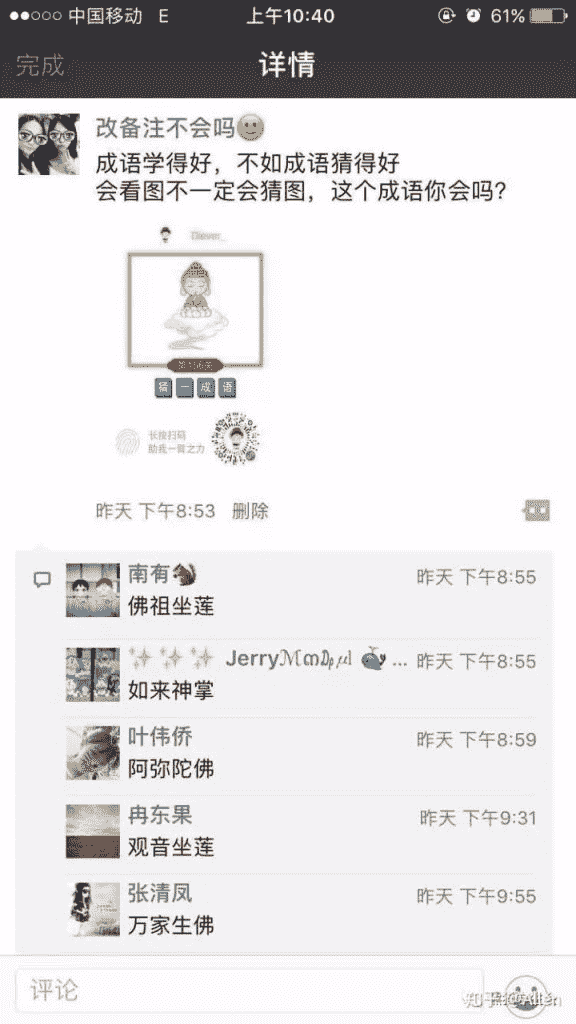 中国移动 E 上午10:40 61%
完成 详情
改备注不会吗
成语学得好，不如成语猜得好
会看图不一定会猜图，这个成语你会吗？
猜一成语
长按扫码
助我一臂之力
昨天 下午8:53 删除
南有 昨天 下午8:55
佛祖坐莲
Jerry ... 昨天 下午8:55
如来神掌
叶伟侨 昨天 下午8:59
阿弥陀佛
冉东果 昨天 下午9:31
观音坐莲
张清凤 昨天 下午9:55
万家生佛
评论
知乎 @Allen